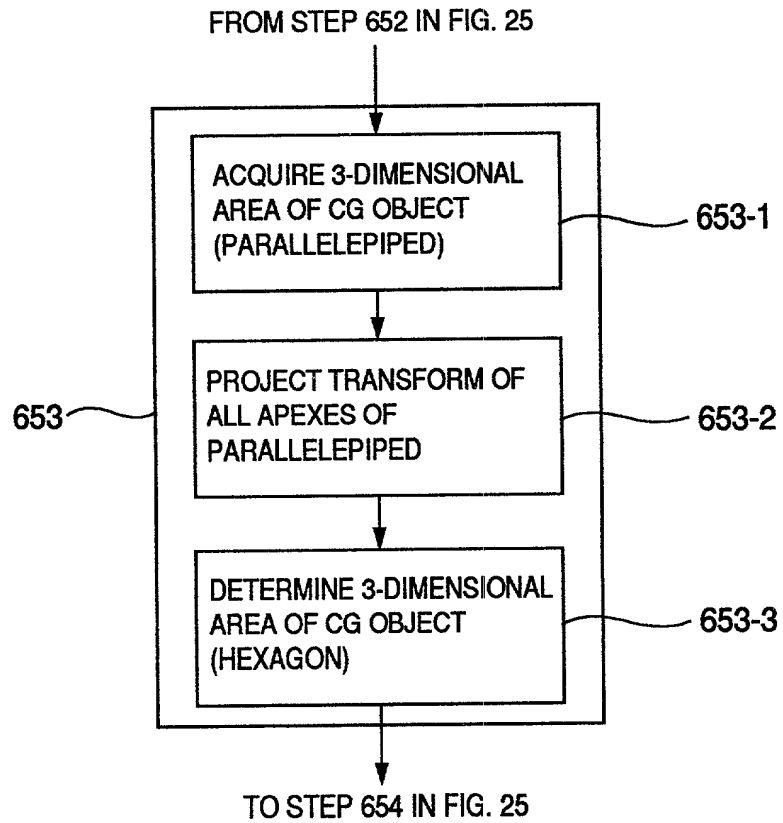 FROM STEP 652 IN FIG. 25
ACQUIRE 3-DIMENSIONAL
AREA OF CG OBJECT
(PARALLELEPIPED)
653-1
PROJECT TRANSFORM OF
ALL APEXES OF
PARALLELEPIPED
653
653-2
DETERMINE 3-DIMENSIONAL
AREA OF CG OBJECT
(HEXAGON)
653-3
TO STEP 654 IN FIG. 25